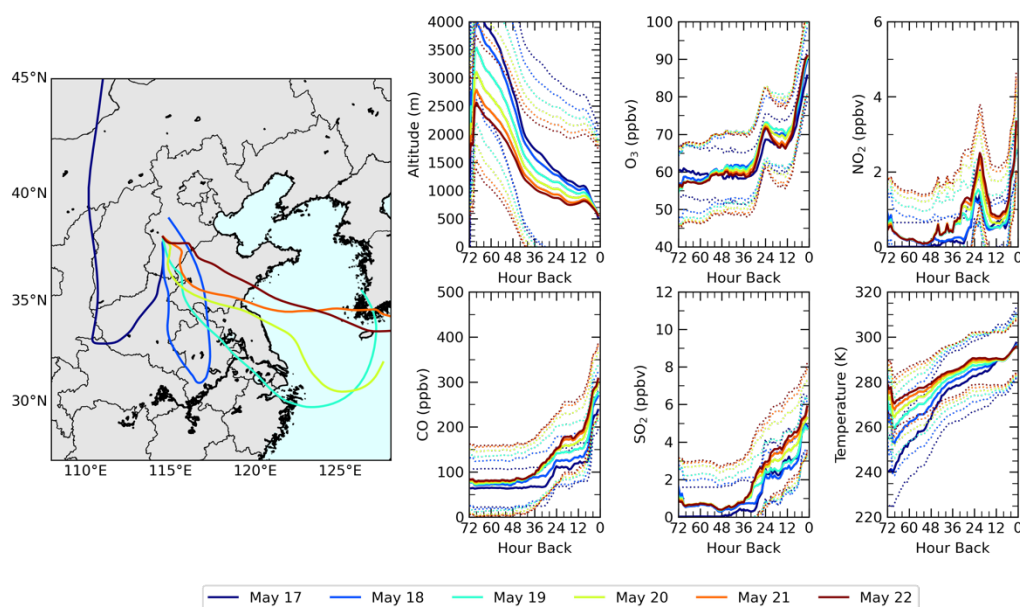 45°N
40°N
35°N
30°N
110°E 115°E 120°E 125°E
Altitude (m)
4000
3500
3000
2500
2000
1500
1000
500
0
72 60 48 36 24 12 0
Hour Back
O3 (ppbv)
100
90
80
70
60
50
40
72 60 48 36 24 12 0
Hour Back
NO2 (ppbv)
6
4
2
0
72 60 48 36 24 12 0
Hour Back
CO (ppbv)
500
400
300
200
100
0
72 60 48 36 24 12 0
Hour Back
SO2 (ppbv)
12
10
8
6
4
2
0
72 60 48 36 24 12 0
Hour Back
Temperature (K)
320
300
280
260
240
220
72 60 48 36 24 12 0
Hour Back
May 17 May 18 May 19 May 20 May 21 May 22